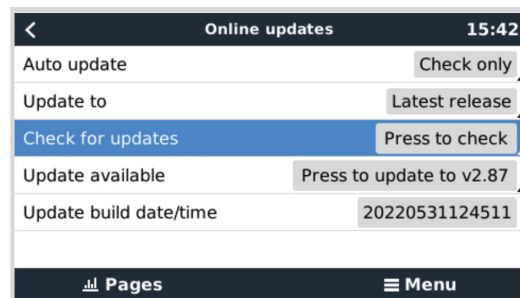 Online updates 15:42
Auto update Check only
Update to Latest release
Check for updates Press to check
Update available Press to update to v2.87
Update build date/time 20220531124511
Pages Menu